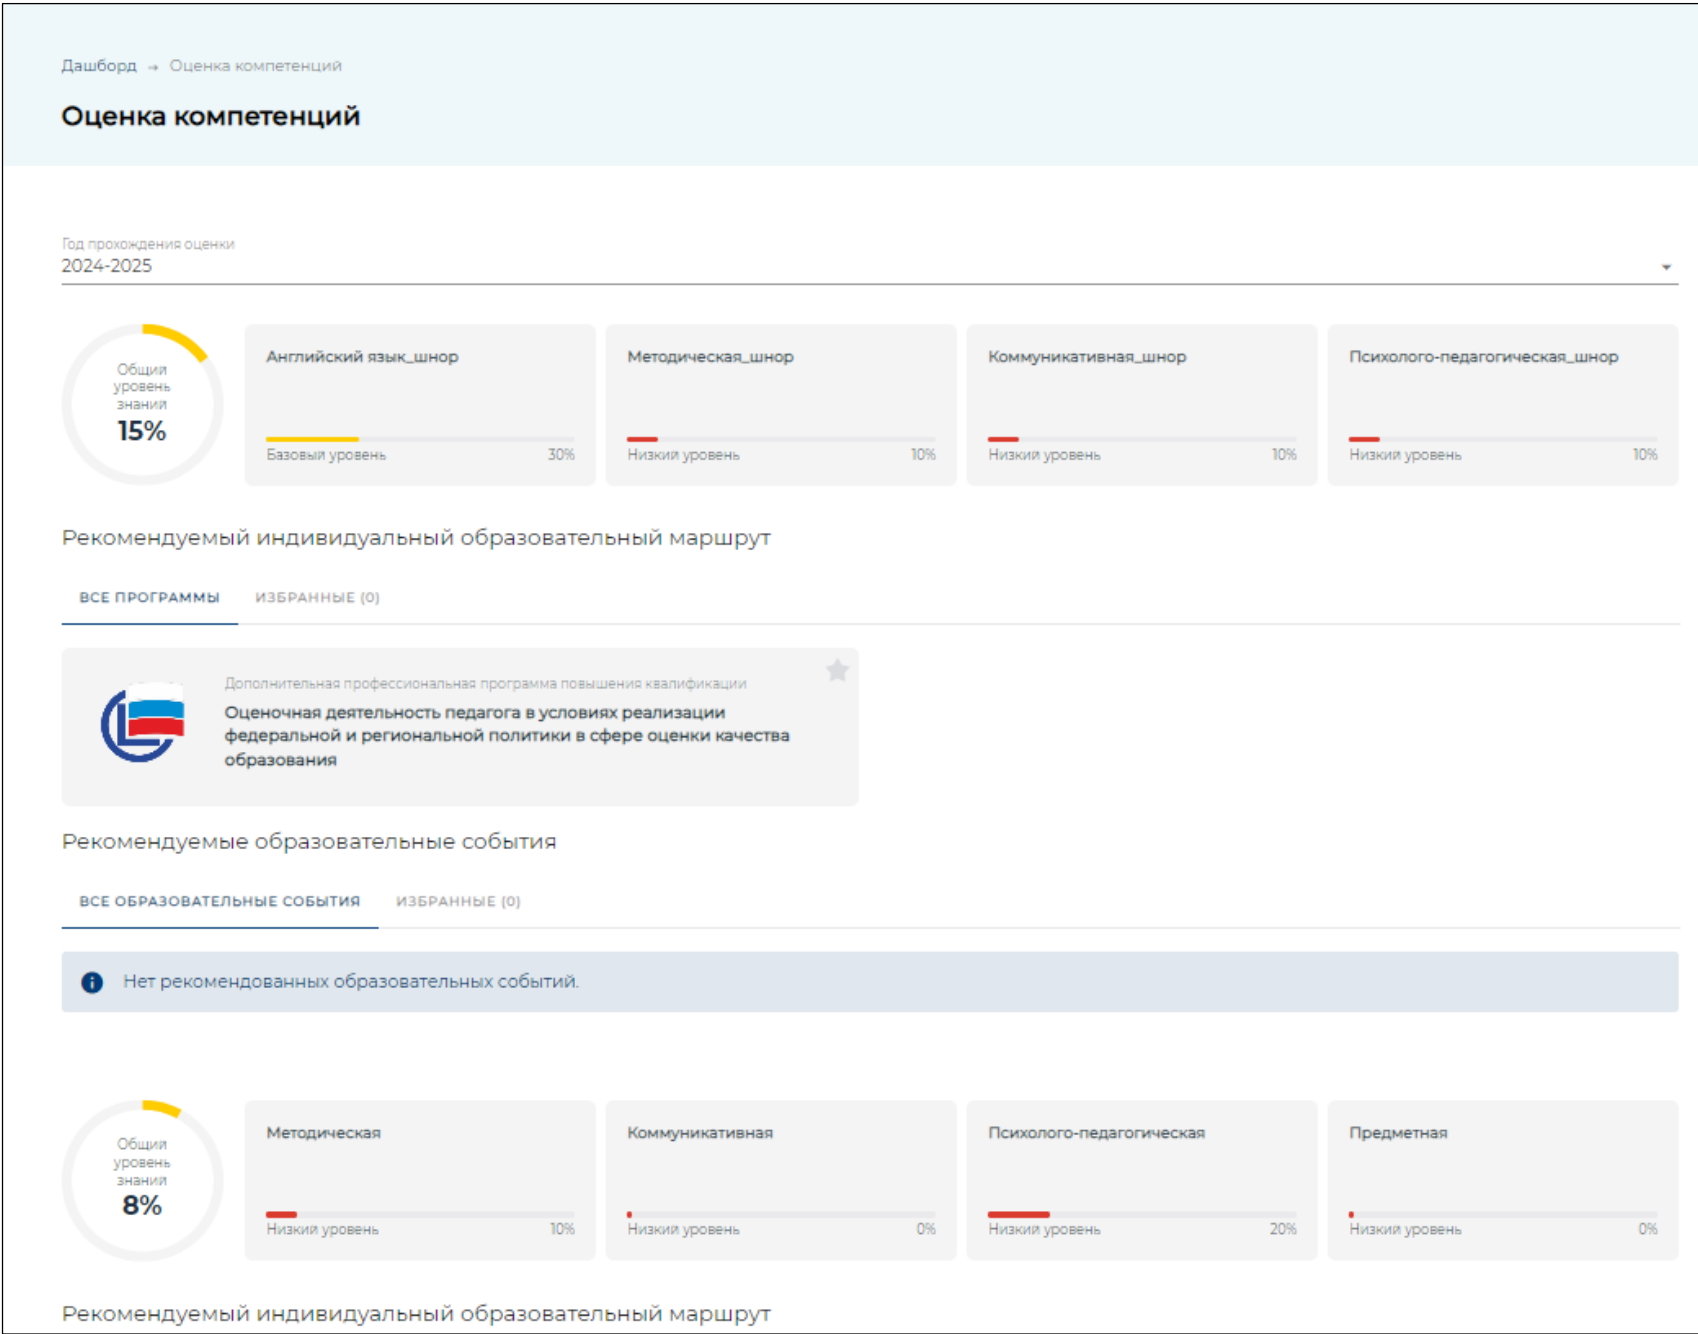 Дашборд → Оценка компетенций
Оценка компетенций
Год прохождения оценки
2024-2025
Общий
уровень
знаний
15%
Английский язык_шнор
Базовый уровень 30%
Методическая_шнор
Низкий уровень 10%
Коммуникативная_шнор
Низкий уровень 10%
Психолого-педагогическая_шнор
Низкий уровень 10%
Рекомендуемый индивидуальный образовательный маршрут
ВСЕ ПРОГРАММЫ ИЗБРАННЫЕ (0)
Дополнительная профессиональная программа повышения квалификации
Оценочная деятельность педагога в условиях реализации
федеральной и региональной политики в сфере оценки качества
образования
Рекомендуемые образовательные события
ВСЕ ОБРАЗОВАТЕЛЬНЫЕ СОБЫТИЯ ИЗБРАННЫЕ (0)
Нет рекомендованных образовательных событий.
Общий
уровень
знаний
8%
Методическая
Низкий уровень 10%
Коммуникативная
Низкий уровень 0%
Психолого-педагогическая
Низкий уровень 20%
Предметная
Низкий уровень 0%
Рекомендуемый индивидуальный образовательный маршрут